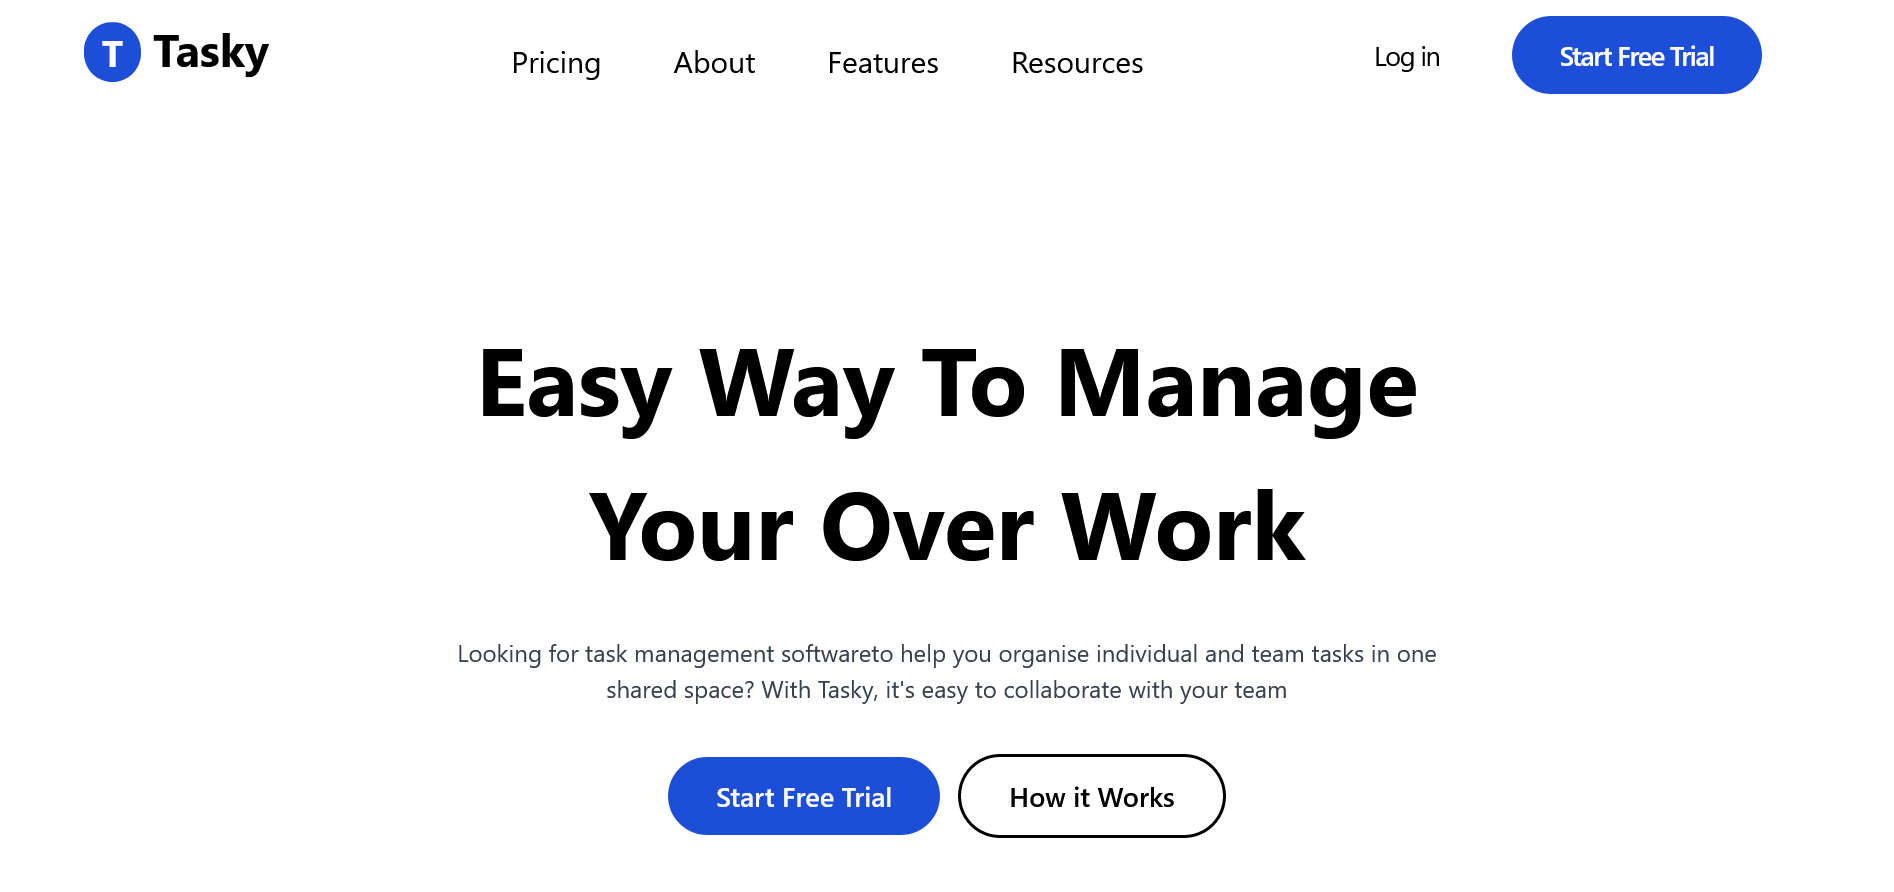 T Tasky
Pricing About Features Resources
Log in Start Free Trial
Easy Way To Manage
Your Over Work
Looking for task management softwareto help you organise individual and team tasks in one
shared space? With Tasky, it's easy to collaborate with your team
Start Free Trial How it Works